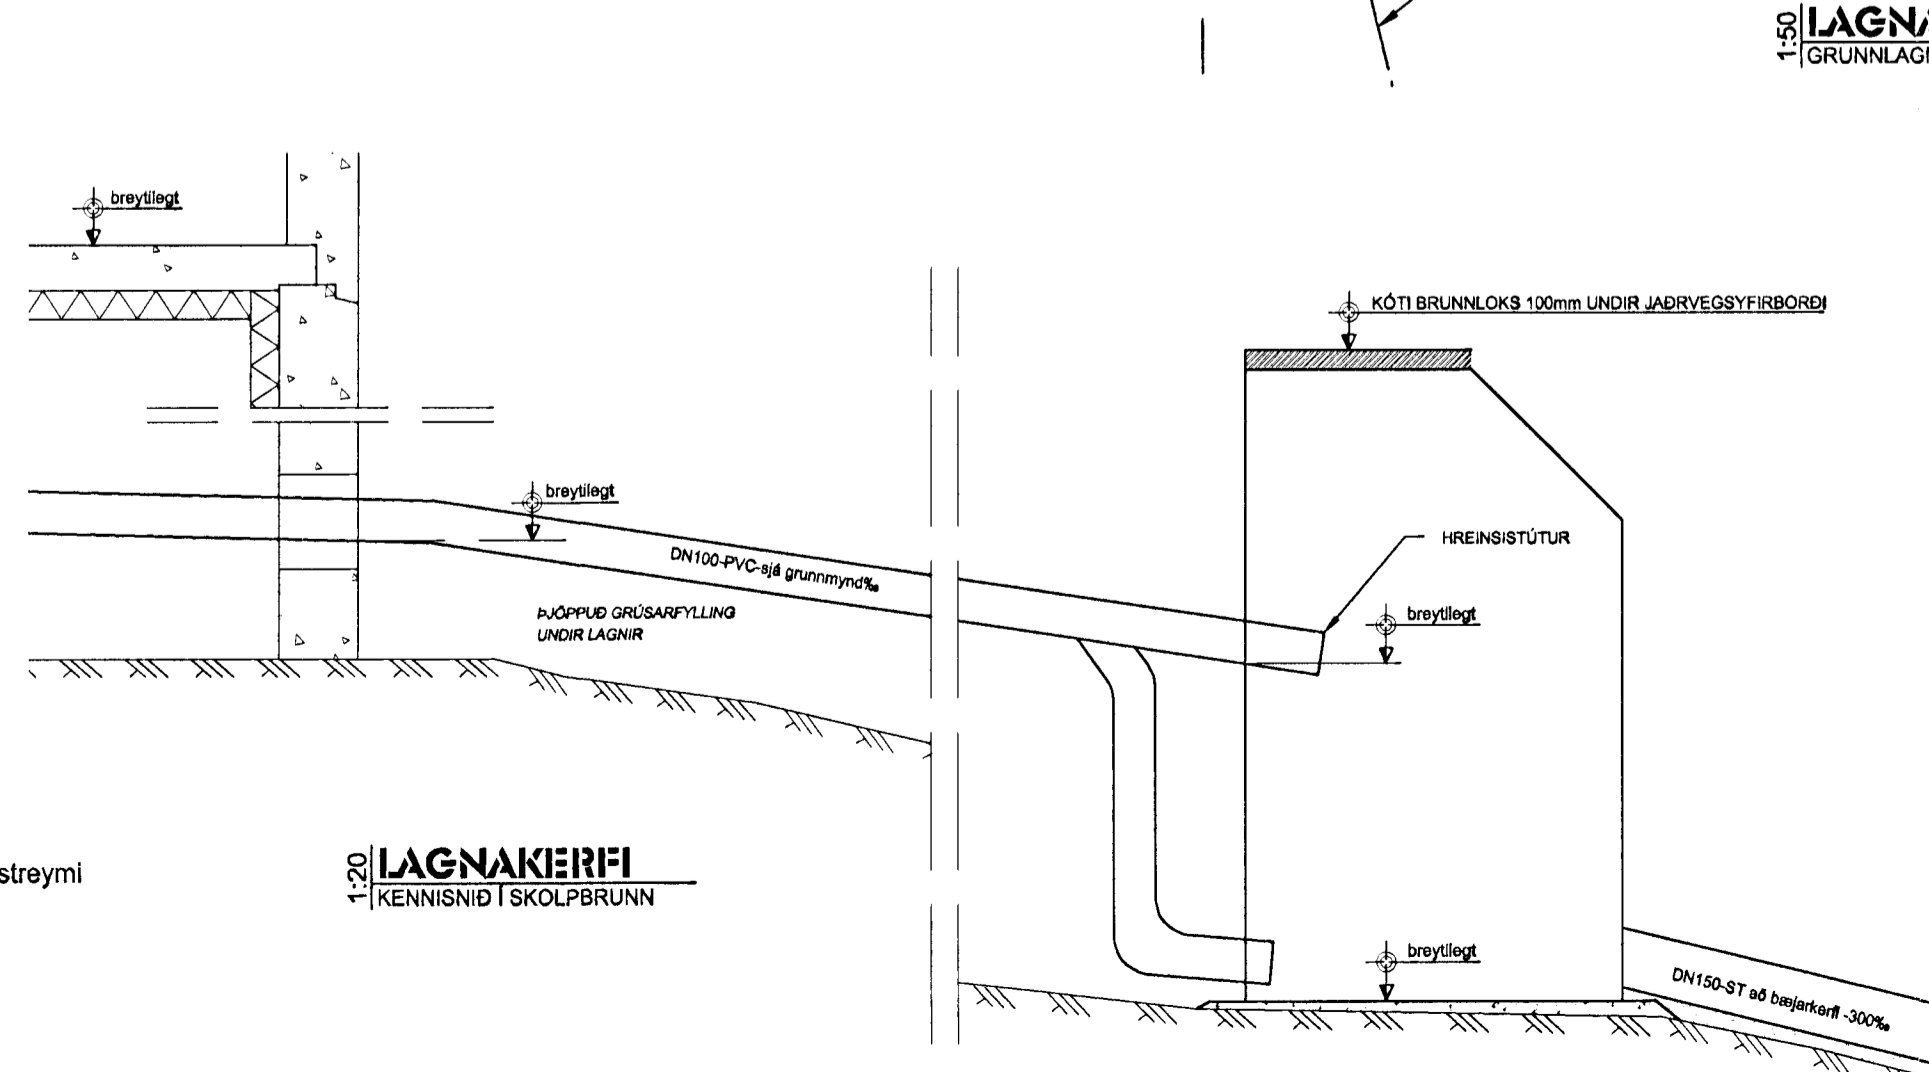 1:50
LAGNA
GRUNNLAG
breytilegt
KÓTI BRUNNLOKS 100mm UNDIR JAÐRVEGSYFIRBORÐI
breytilegt
HREINSISTÚTUR
DN100-PVC-sjá grunnmynd‰
ÞJÖPPUÐ GRÚSARFYLLING
UNDIR LAGNIR
breytilegt
streymi
1:20
LAGNAKERFI
KENNISNIÐ Í SKOLPBRUNN
breytilegt
DN150-ST að bæjarkerfi -300‰